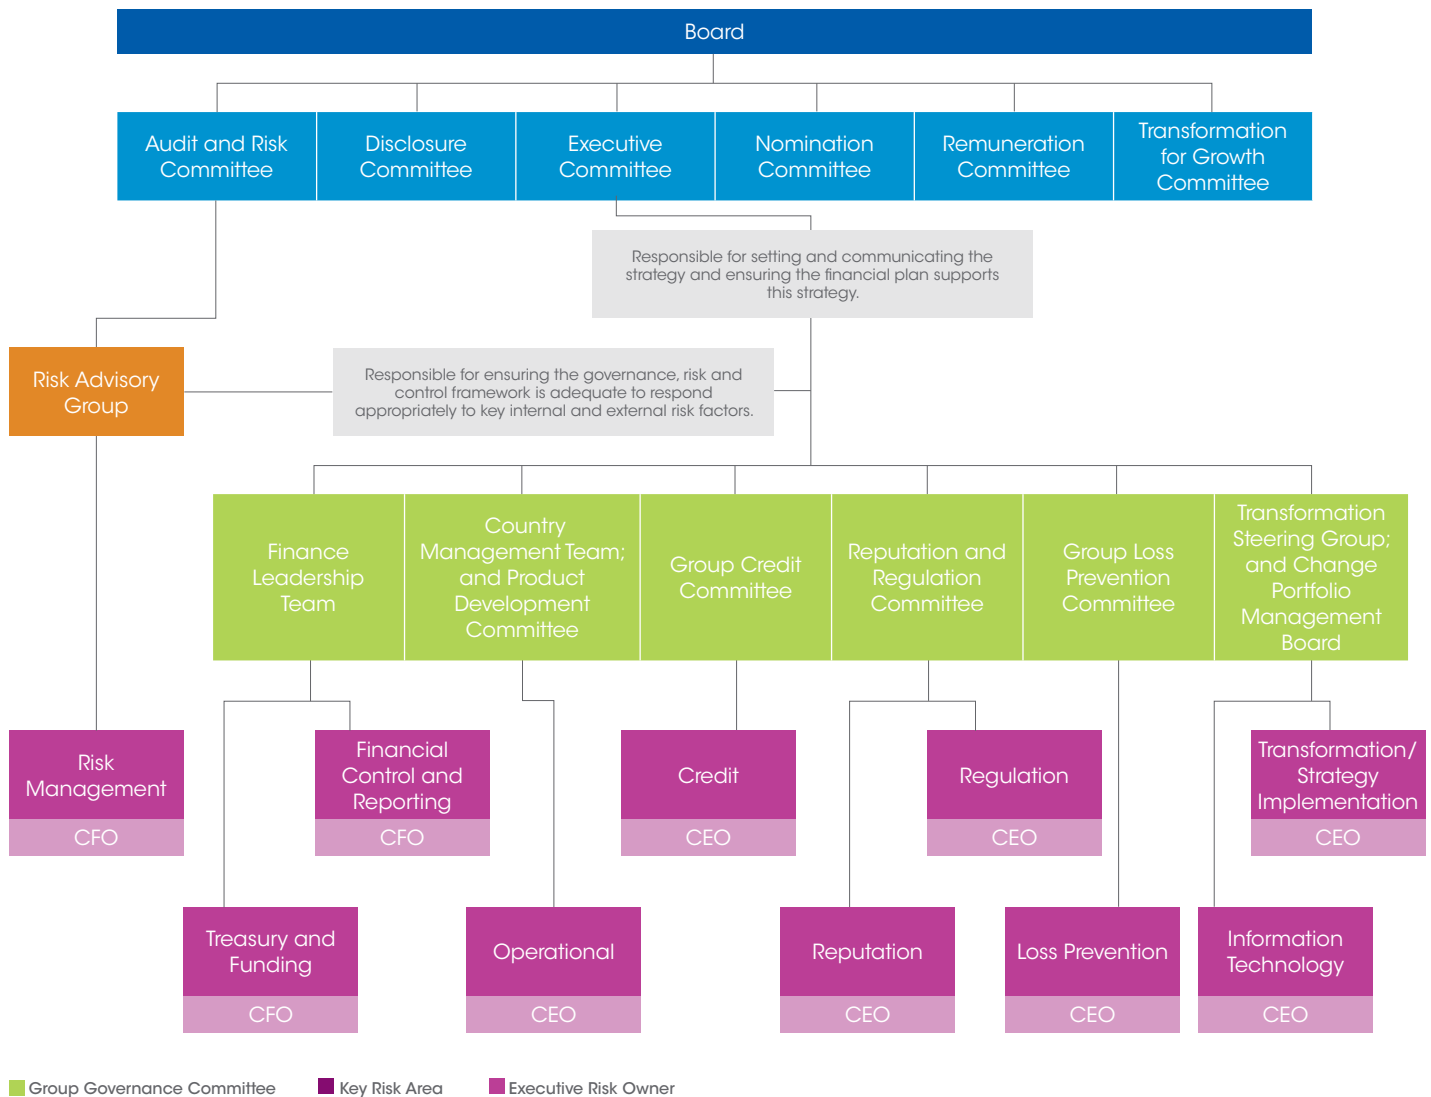 Board
Audit and Risk
Committee
Disclosure
Committee
Executive
Committee
Nomination
Committee
Remuneration
Committee
Transformation
for Growth
Committee
Responsible for setting and communicating the
strategy and ensuring the financial plan supports
this strategy.
Risk Advisory
Group
Responsible for ensuring the governance, risk and
control framework is adequate to respond
appropriately to key internal and external risk factors.
Finance
Leadership
Team
Country
Management Team;
and Product
Development
Committee
Group Credit
Committee
Reputation and
Regulation
Committee
Group Loss
Prevention
Committee
Transformation
Steering Group;
and Change
Portfolio
Management
Board
Risk
Management
CFO
Financial
Control and
Reporting
CFO
Credit
CEO
Regulation
CEO
Transformation/
Strategy
Implementation
CEO
Treasury and
Funding
CFO
Operational
CEO
Reputation
CEO
Loss Prevention
CEO
Information
Technology
CEO
Group Governance Committee
Key Risk Area
Executive Risk Owner